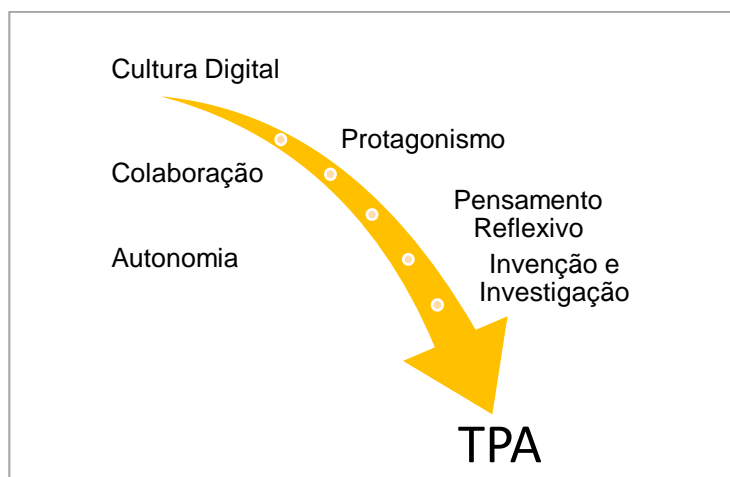 Cultura Digital
Protagonismo
Colaboração
Pensamento
Reflexivo
Autonomia
Invenção e
Investigação
TPA